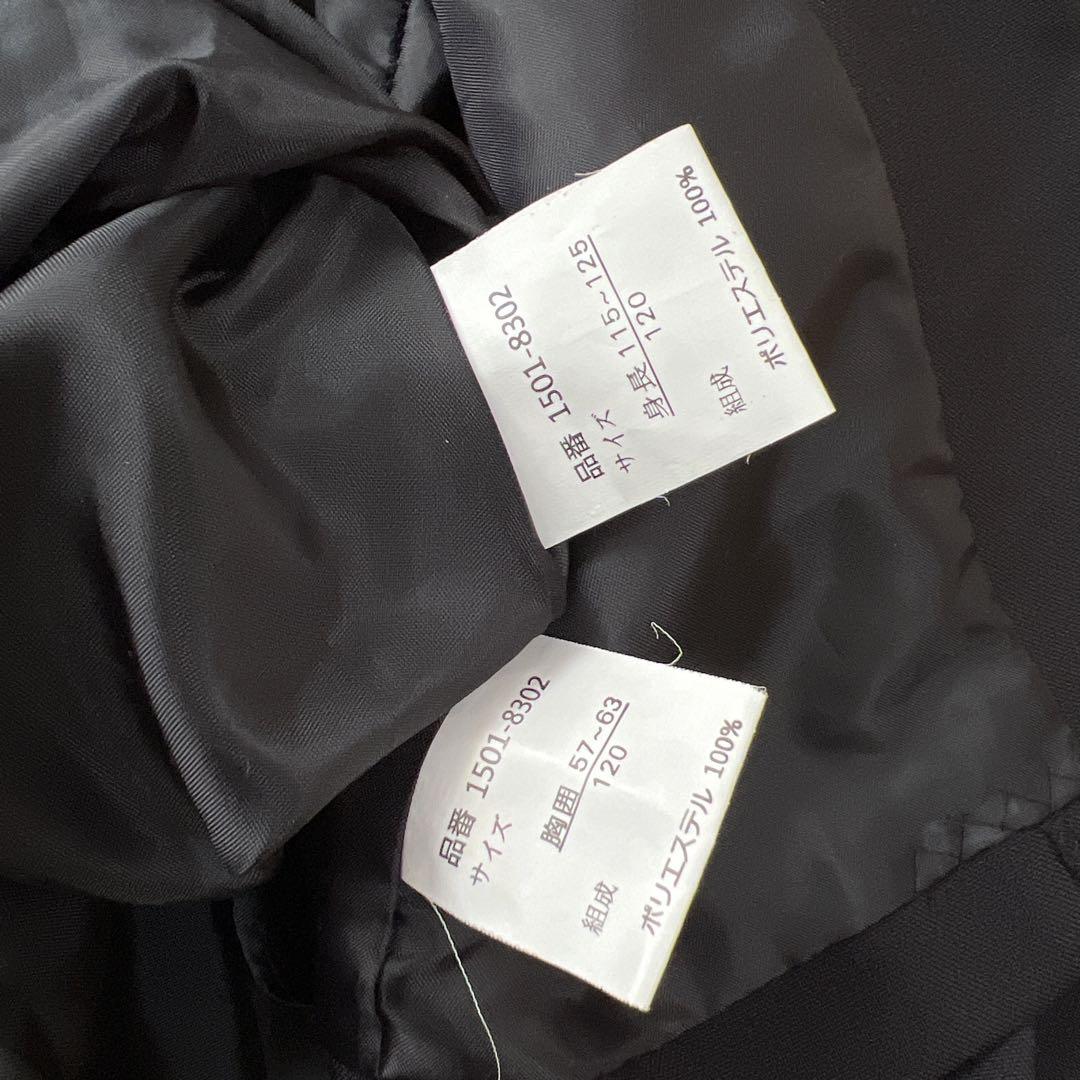 品番 1501-8302
サイズ
身長 115~125
120
組成
ポリエステル 100%
品番 1501-8302
サイズ
胸囲 57~63
120
組成
ポリエステル 100%